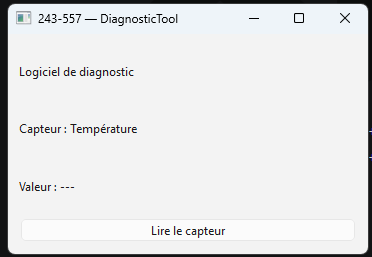 243-557 — DiagnosticTool
Logiciel de diagnostic
Capteur : Température
Valeur : ---
Lire le capteur